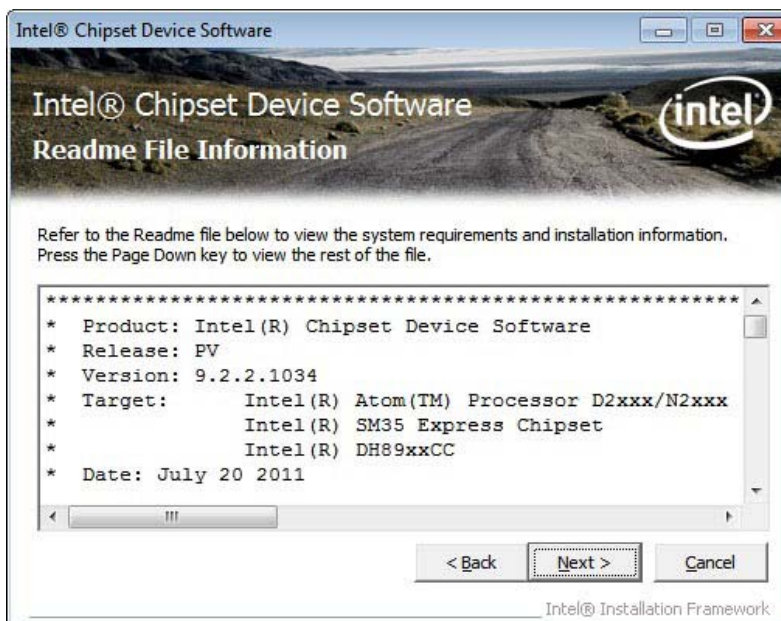 Intel® Chipset Device Software
Intel® Chipset Device Software
intel
Readme File Information
Refer to the Readme file below to view the system requirements and installation information.
Press the Page Down key to view the rest of the file.
*********************************************************
* Product: Intel(R) Chipset Device Software
* Release: PV
* Version: 9.2.2.1034
* Target: Intel(R) Atom(TM) Processor D2xxx/N2xxx
* Intel(R) SM35 Express Chipset
* Intel(R) DH89xxCC
* Date: July 20 2011
< Back Next > Cancel
Intel® Installation Framework